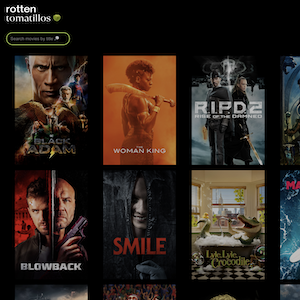 rotten
tomatillos
Search movies by title
BLACK
ADAM
THE
WOMAN KING
R.I.P.D.2
RISE OF THE DAMNED
BLOWBACK
SMILE
Lyle, Lyle,
Crocodile